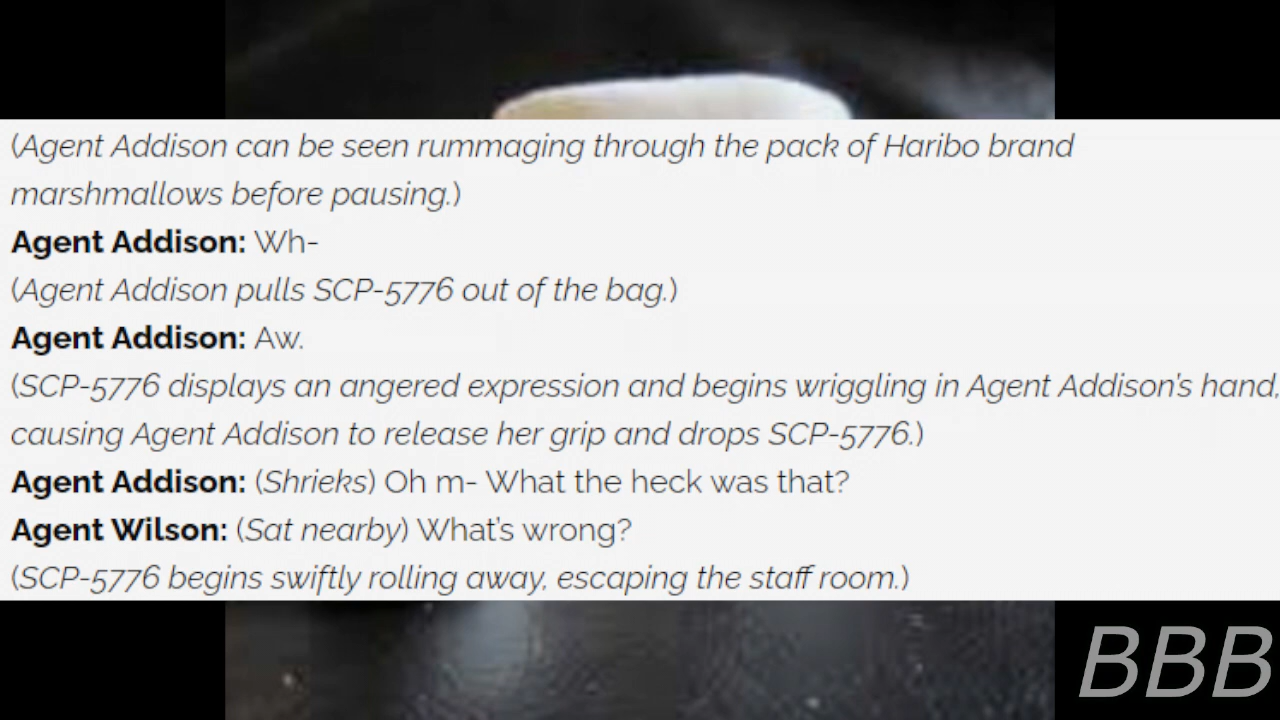 (Agent Addison can be seen rummaging through the pack of Haribo brand
marshmallows before pausing.)
Agent Addison: Wh-
(Agent Addison pulls SCP-5776 out of the bag.)
Agent Addison: Aw.
(SCP-5776 displays an angered expression and begins wriggling in Agent Addison's hand,
causing Agent Addison to release her grip and drops SCP-5776.)
Agent Addison: (Shrieks) Oh m- What the heck was that?
Agent Wilson: (Sat nearby) What's wrong?
(SCP-5776 begins swiftly rolling away, escaping the staff room.)
BBB